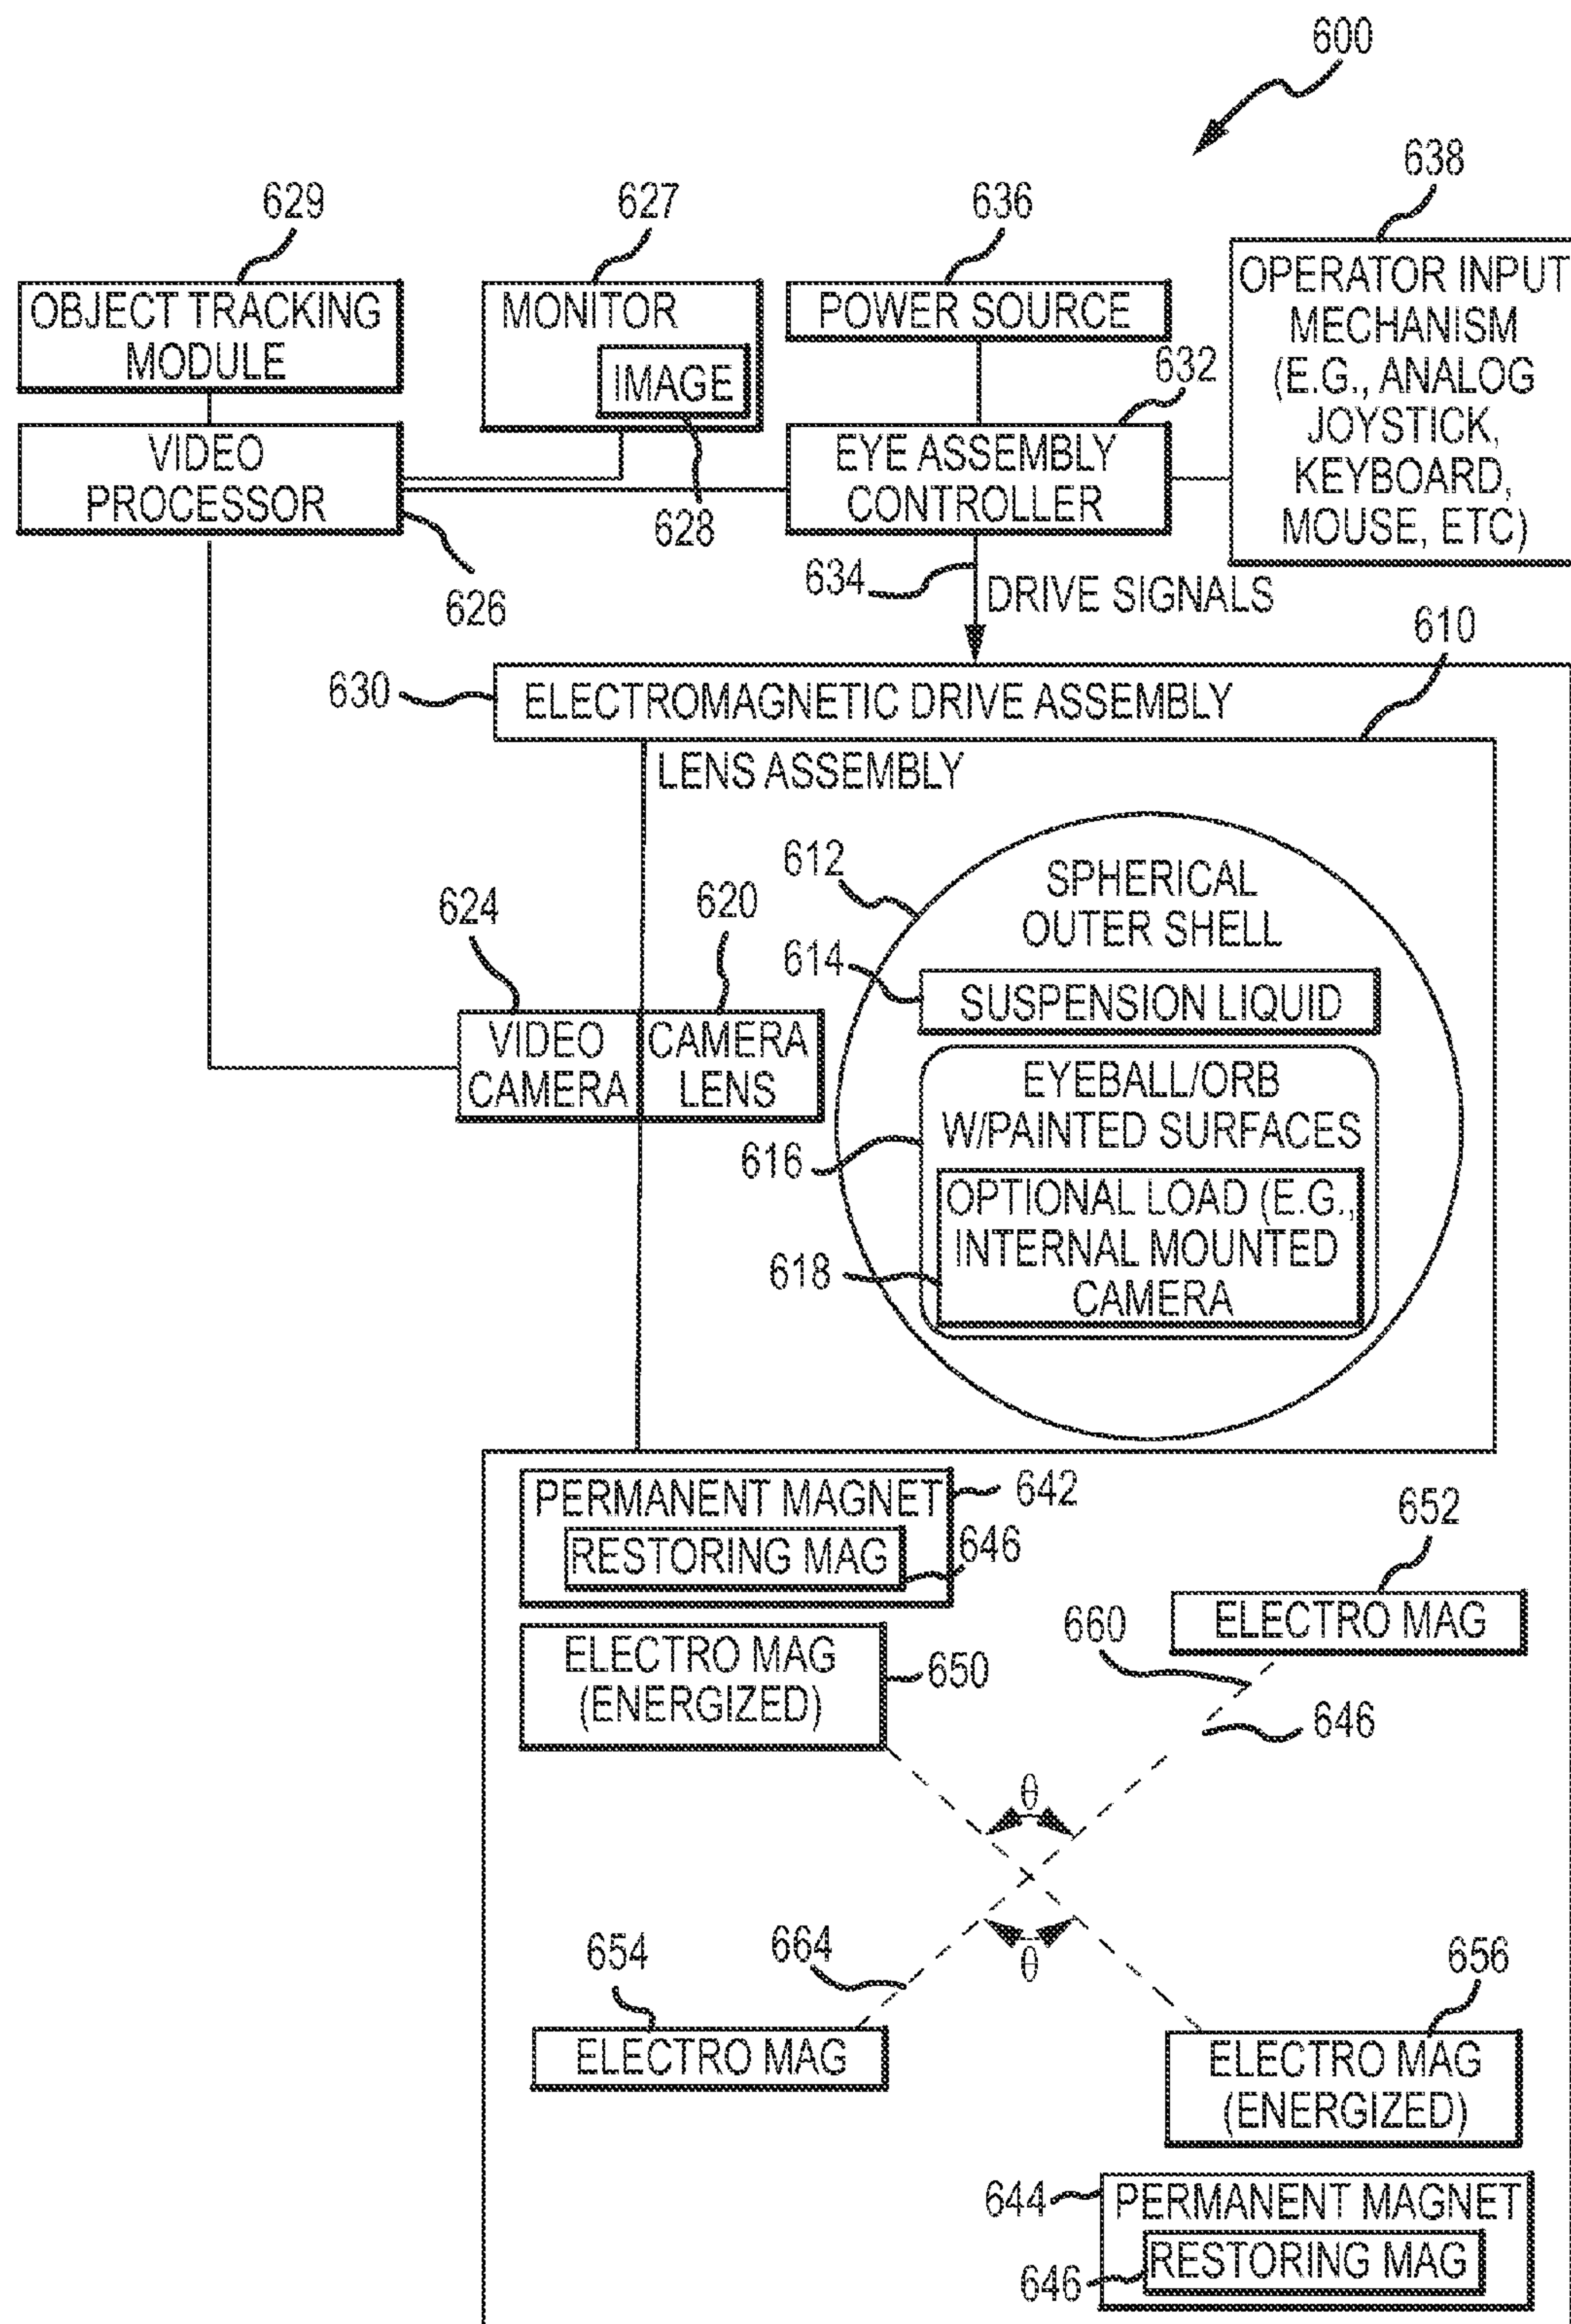 600
629
627
636
638
OBJECT TRACKING
MODULE
MONITOR
IMAGE
POWER SOURCE
632
OPERATOR INPUT
MECHANISM
(E.G., ANALOG
JOYSTICK,
KEYBOARD,
MOUSE, ETC)
VIDEO
PROCESSOR
EYE ASSEMBLY
CONTROLLER
628
626
634
DRIVE SIGNALS
610
630
ELECTROMAGNETIC DRIVE ASSEMBLY
LENS ASSEMBLY
612
SPHERICAL
OUTER SHELL
624
620
614
SUSPENSION LIQUID
VIDEO
CAMERA
CAMERA
LENS
EYEBALL/ORB
W/PAINTED SURFACES
616
OPTIONAL LOAD (E.G.,
INTERNAL MOUNTED
CAMERA
618
PERMANENT MAGNET
642
RESTORING MAG
646
652
ELECTRO MAG
660
ELECTRO MAG
(ENERGIZED)
650
646
θ
θ
654
664
656
ELECTRO MAG
ELECTRO MAG
(ENERGIZED)
644
PERMANENT MAGNET
646
RESTORING MAG